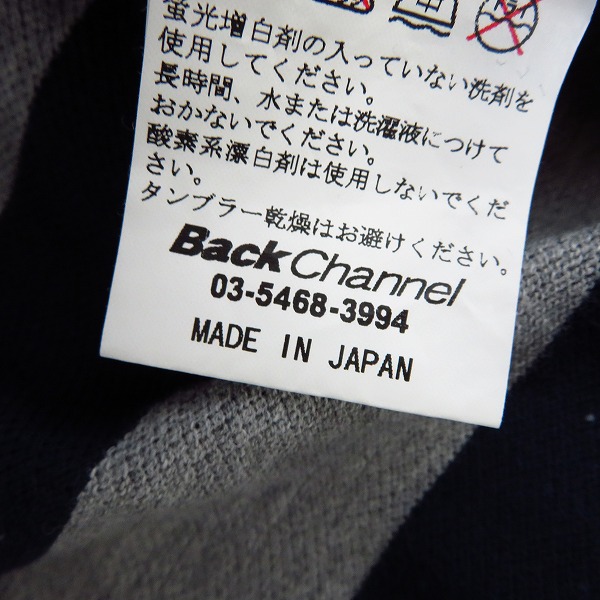 蛍光増白剤の入っていない洗剤を
使用してください。
長時間、水または洗濯液につけて
おかないでください。
酸素系漂白剤は使用しないでくだ
さい。
タンブラー乾燥はお避けください。
BackChannel
03-5468-3994
MADE IN JAPAN